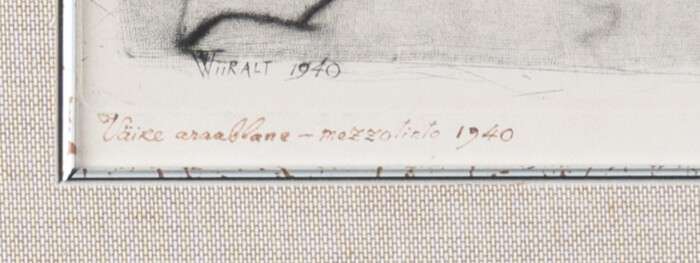 Wiiralt 1940
Väike araablane – mezzotinto 1940